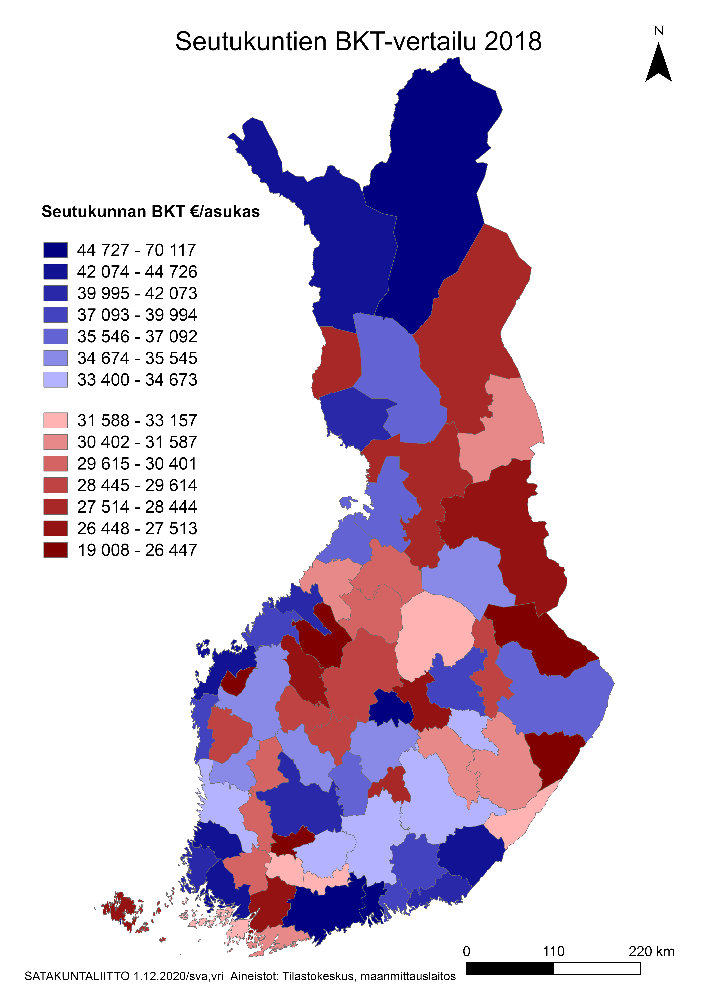 Seutukuntien BKT-vertailu 2018
N
Seutukunnan BKT €/asukas
44 727 - 70 117
42 074 - 44 726
39 995 - 42 073
37 093 - 39 994
35 546 - 37 092
34 674 - 35 545
33 400 - 34 673
31 588 - 33 157
30 402 - 31 587
29 615 - 30 401
28 445 - 29 614
27 514 - 28 444
26 448 - 27 513
19 008 - 26 447
0 110 220 km
SATAKUNTALIITTO 1.12.2020/sva,vri Aineistot: Tilastokeskus, maanmittauslaitos